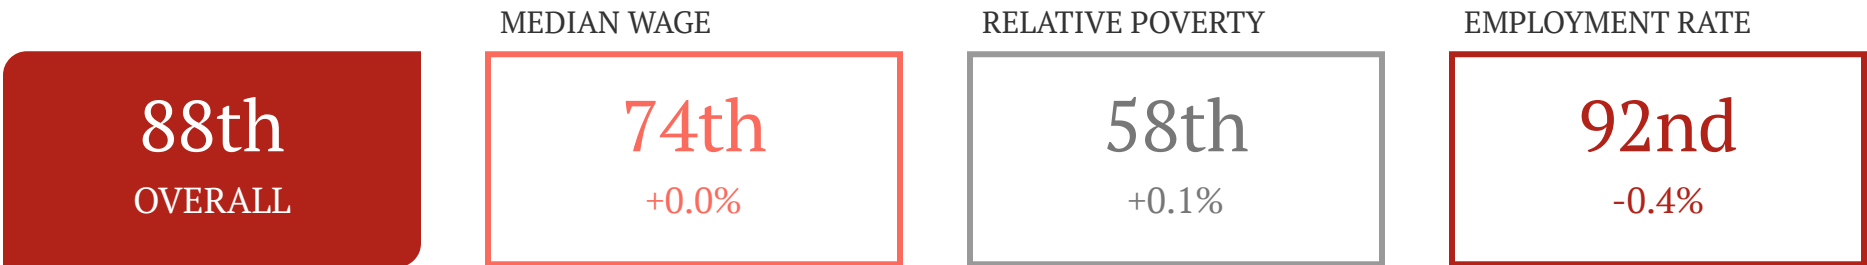 88th
OVERALL
MEDIAN WAGE
74th
+0.0%
RELATIVE POVERTY
58th
+0.1%
EMPLOYMENT RATE
92nd
-0.4%